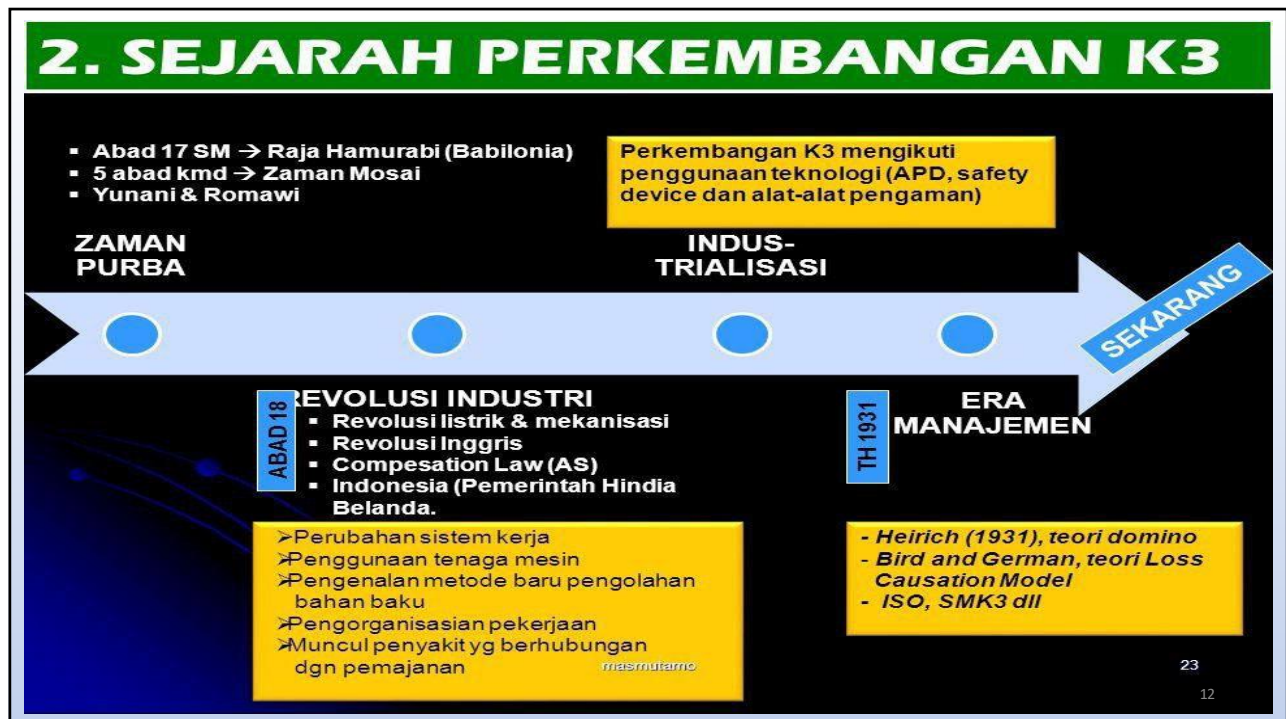 2. SEJARAH PERKEMBANGAN K3
▪ Abad 17 SM → Raja Hamurabi (Babilonia)
▪ 5 abad kmd → Zaman Mosai
▪ Yunani & Romawi
Perkembangan K3 mengikuti
penggunaan teknologi (APD, safety
device dan alat-alat pengaman)
ZAMAN
PURBA
INDUS-
TRIALISASI
SEKARANG
ABAD 18
REVOLUSI INDUSTRI
▪ Revolusi listrik & mekanisasi
▪ Revolusi Inggris
▪ Compesation Law (AS)
▪ Indonesia (Pemerintah Hindia
Belanda.
TH 1931
ERA
MANAJEMEN
➢Perubahan sistem kerja
➢Penggunaan tenaga mesin
➢Pengenalan metode baru pengolahan
bahan baku
➢Pengorganisasian pekerjaan
➢Muncul penyakit yg berhubungan
dgn pemajanan
- Heirich (1931), teori domino
- Bird and German, teori Loss
Causation Model
- ISO, SMK3 dll
masmutamo
23
12